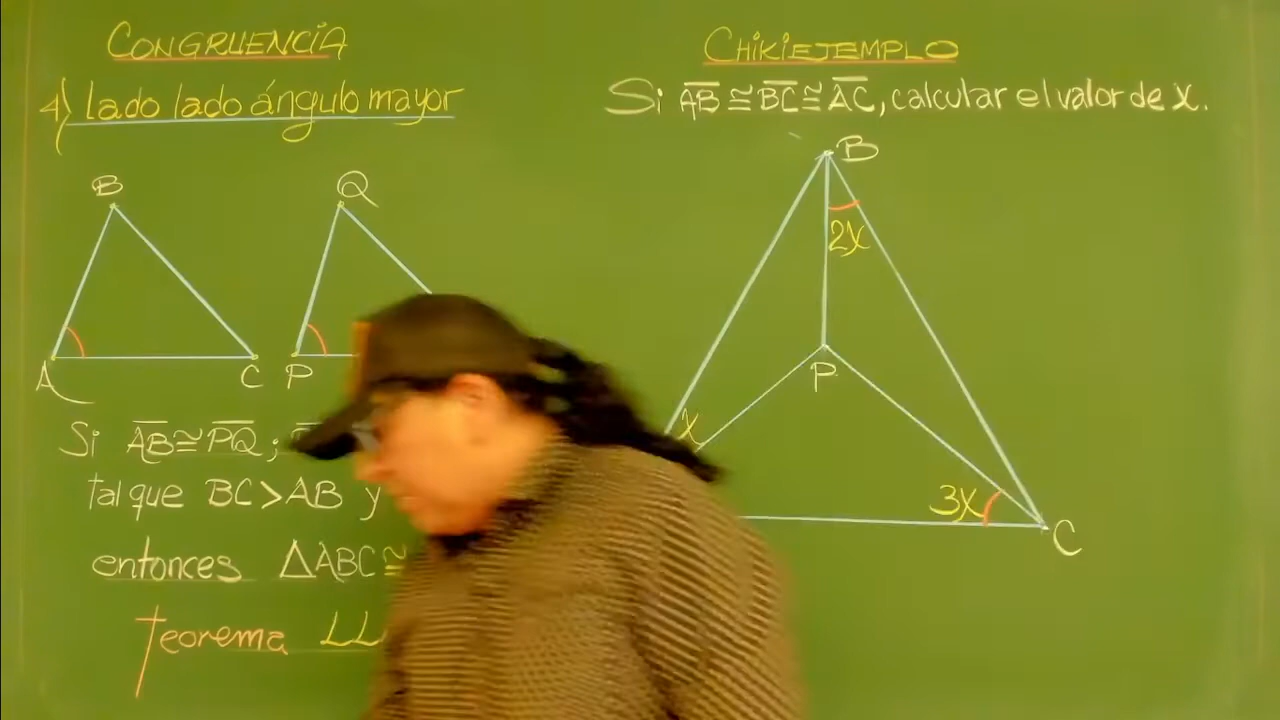 CONGRUENCIA
4) lado lado ángulo mayor
B
Q
A
C
P
Si AB ≅ PQ ;
tal que BC > AB y
entonces △ABC ≅
Teorema LL
CHIKIEJEMPLO
Si AB ≅ BC ≅ AC, calcular el valor de x.
B
2x
P
x
3x
C